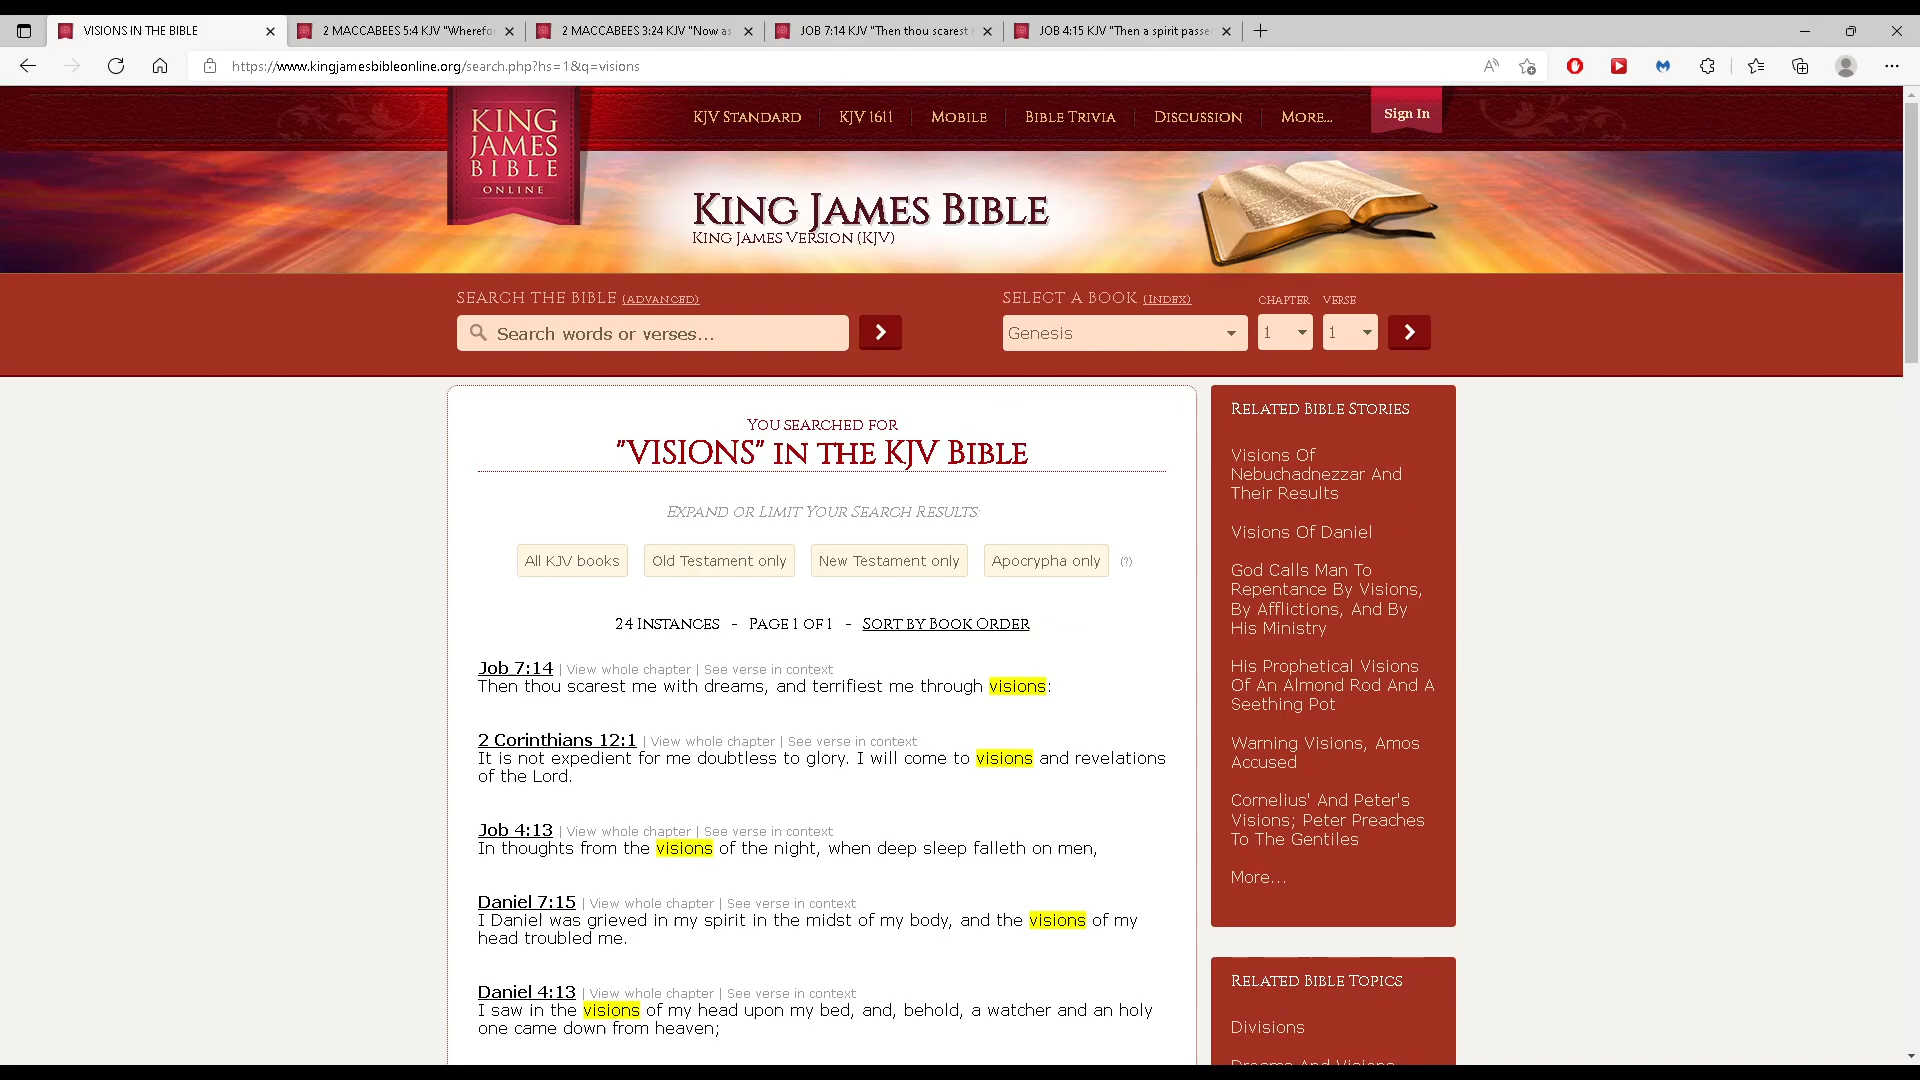 VISIONS IN THE BIBLE
2 MACCABEES 5:4 KJV "Wherefo
2 MACCABEES 3:24 KJV "Now as
JOB 7:14 KJV "Then thou scarest
JOB 4:15 KJV "Then a spirit passe
https://www.kingjamesbibleonline.org/search.php?hs=1&q=visions
KING
JAMES
BIBLE
ONLINE
KJV STANDARD
KJV 1611
MOBILE
BIBLE TRIVIA
DISCUSSION
MORE...
Sign In
KING JAMES BIBLE
KING JAMES VERSION (KJV)
SEARCH THE BIBLE (ADVANCED)
Search words or verses...
SELECT A BOOK (INDEX)
CHAPTER
VERSE
Genesis
1
1
YOU SEARCHED FOR
"VISIONS" IN THE KJV BIBLE
EXPAND OR LIMIT YOUR SEARCH RESULTS:
All KJV books
Old Testament only
New Testament only
Apocrypha only
(?)
24 INSTANCES - PAGE 1 OF 1 - SORT BY BOOK ORDER
Job 7:14 | View whole chapter | See verse in context
Then thou scarest me with dreams, and terrifiest me through visions:
2 Corinthians 12:1 | View whole chapter | See verse in context
It is not expedient for me doubtless to glory. I will come to visions and revelations
of the Lord.
Job 4:13 | View whole chapter | See verse in context
In thoughts from the visions of the night, when deep sleep falleth on men,
Daniel 7:15 | View whole chapter | See verse in context
I Daniel was grieved in my spirit in the midst of my body, and the visions of my
head troubled me.
Daniel 4:13 | View whole chapter | See verse in context
I saw in the visions of my head upon my bed, and, behold, a watcher and an holy
one came down from heaven;
RELATED BIBLE STORIES
Visions Of
Nebuchadnezzar And
Their Results
Visions Of Daniel
God Calls Man To
Repentance By Visions,
By Afflictions, And By
His Ministry
His Prophetical Visions
Of An Almond Rod And A
Seething Pot
Warning Visions, Amos
Accused
Cornelius' And Peter's
Visions; Peter Preaches
To The Gentiles
More...
RELATED BIBLE TOPICS
Divisions
Dreams And Visions